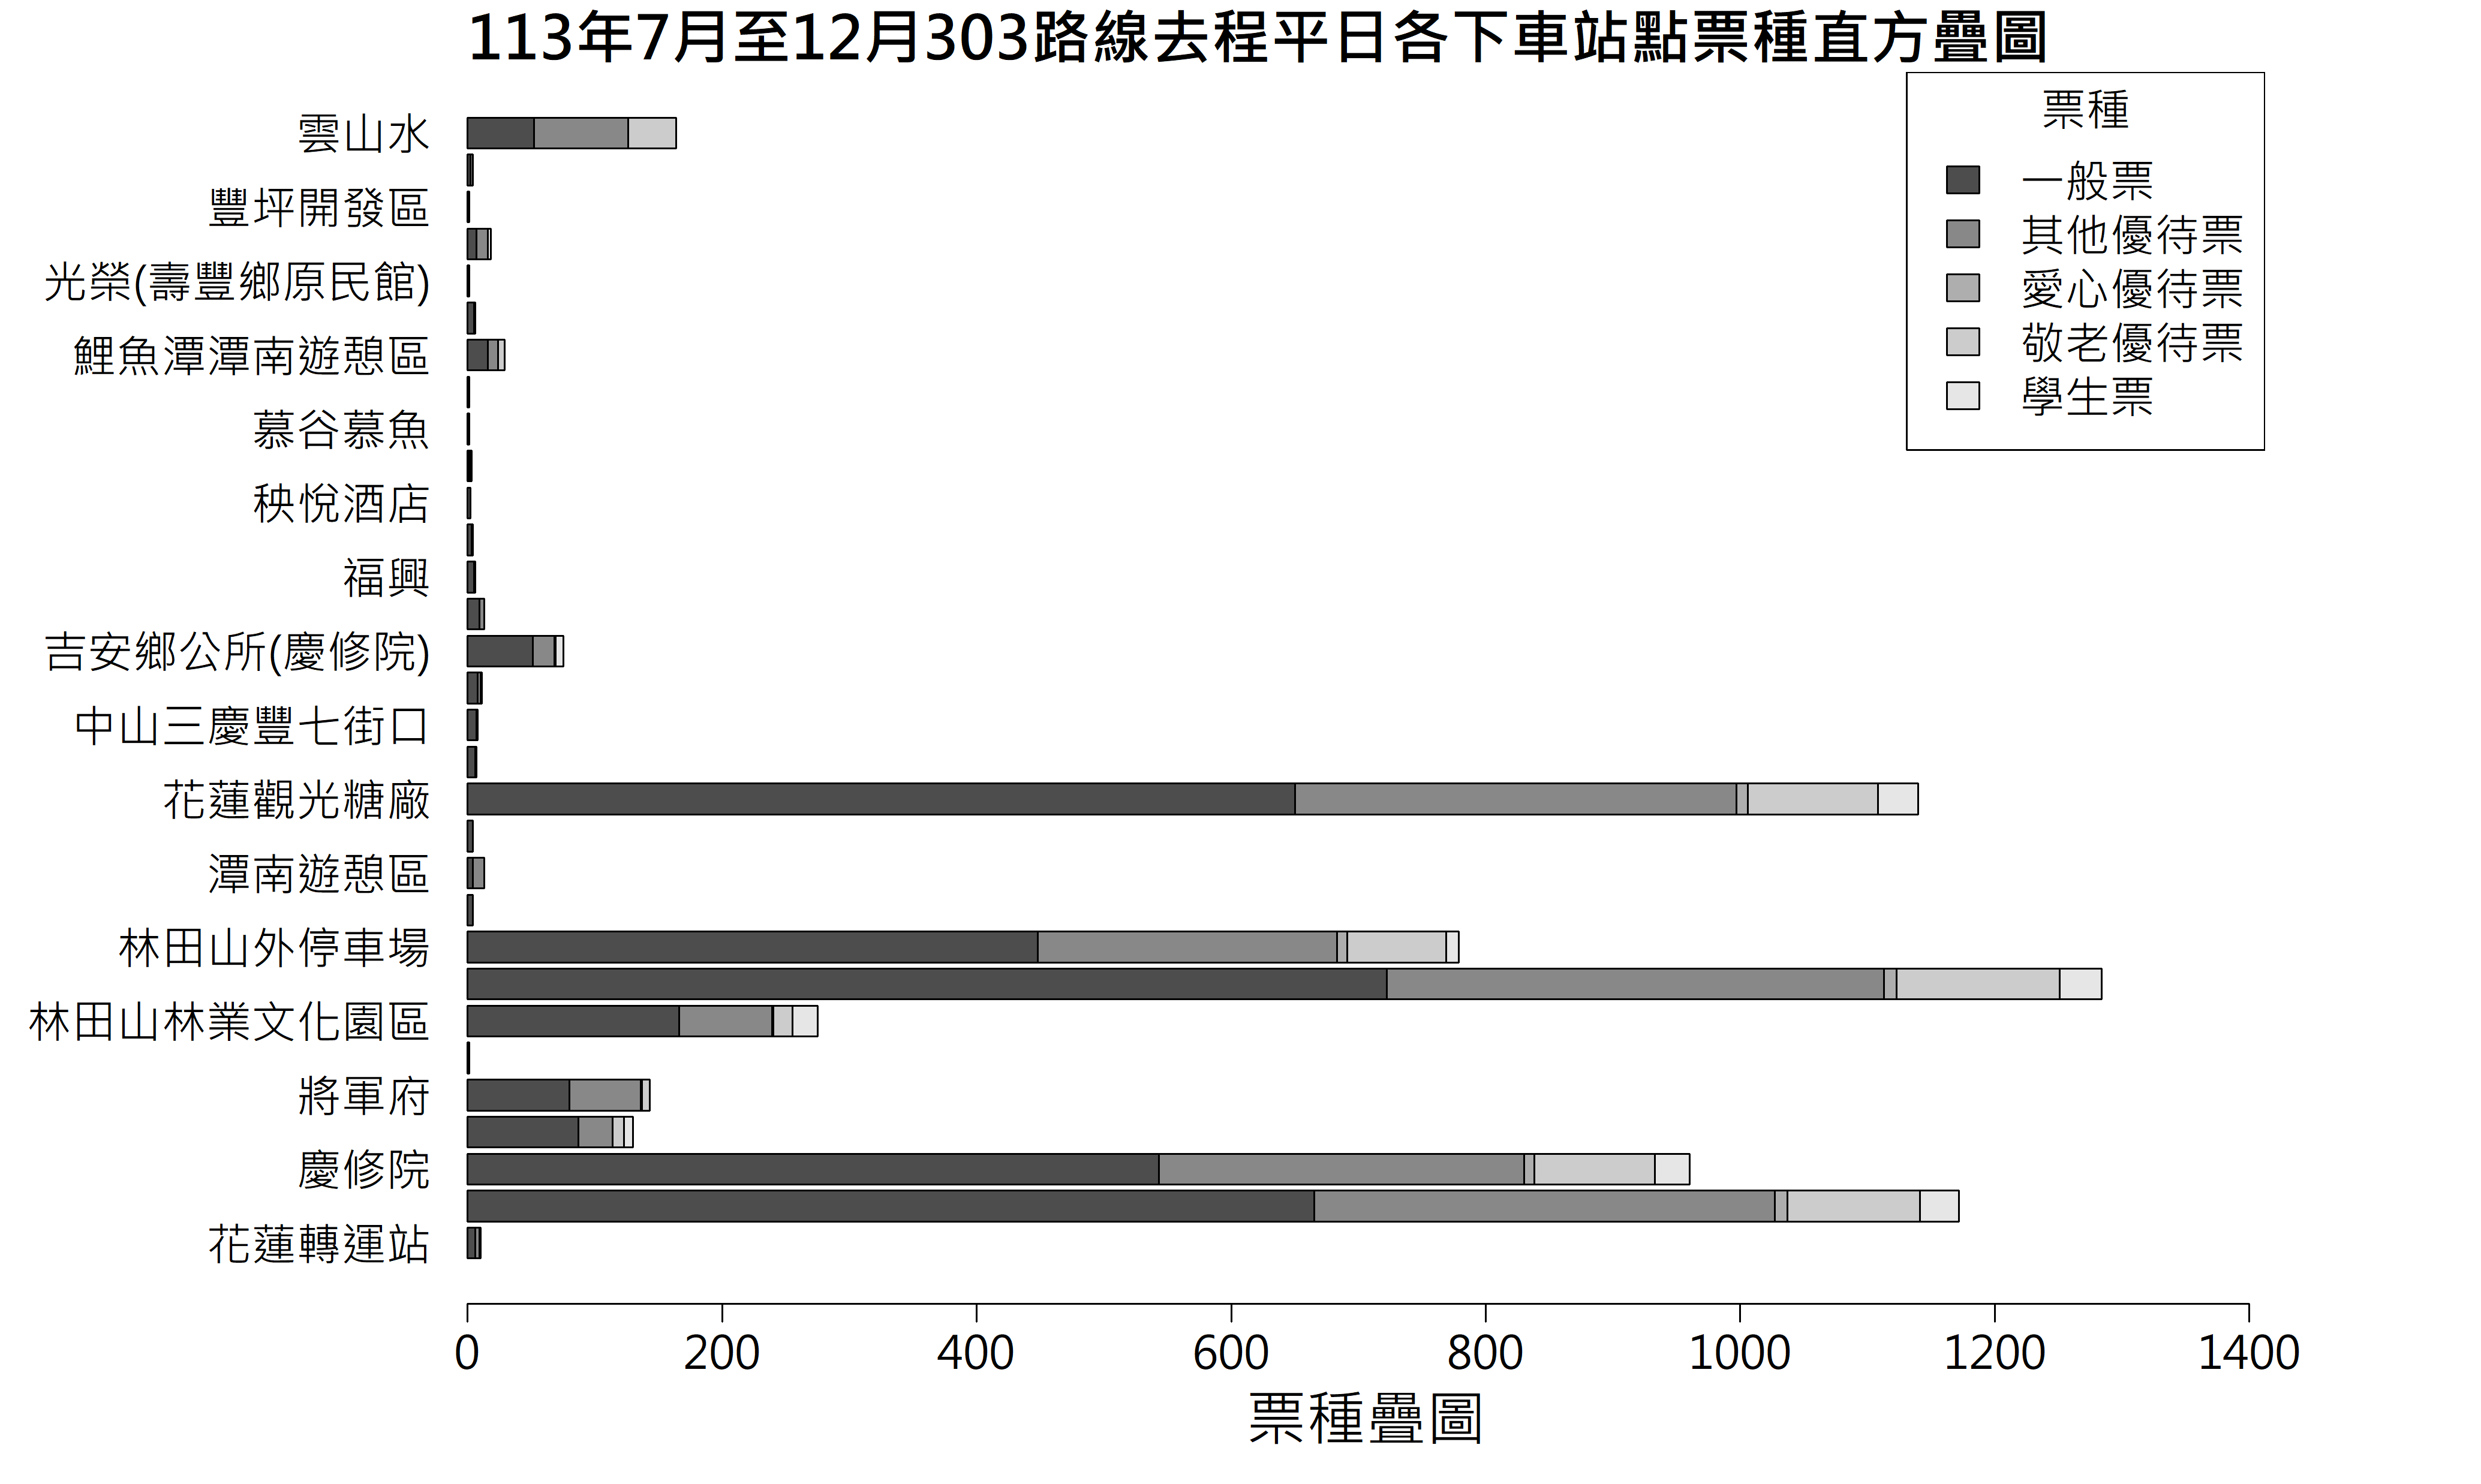 113年7月至12月303路線去程平日各下車站點票種直方疊圖
票種
一般票
其他優待票
愛心優待票
敬老優待票
學生票
雲山水
豐坪開發區
光榮(壽豐鄉原民館)
鯉魚潭潭南遊憩區
慕谷慕魚
秧悅酒店
福興
吉安鄉公所(慶修院)
中山三慶豐七街口
花蓮觀光糖廠
潭南遊憩區
林田山外停車場
林田山林業文化園區
將軍府
慶修院
花蓮轉運站
0 200 400 600 800 1000 1200 1400
票種疊圖